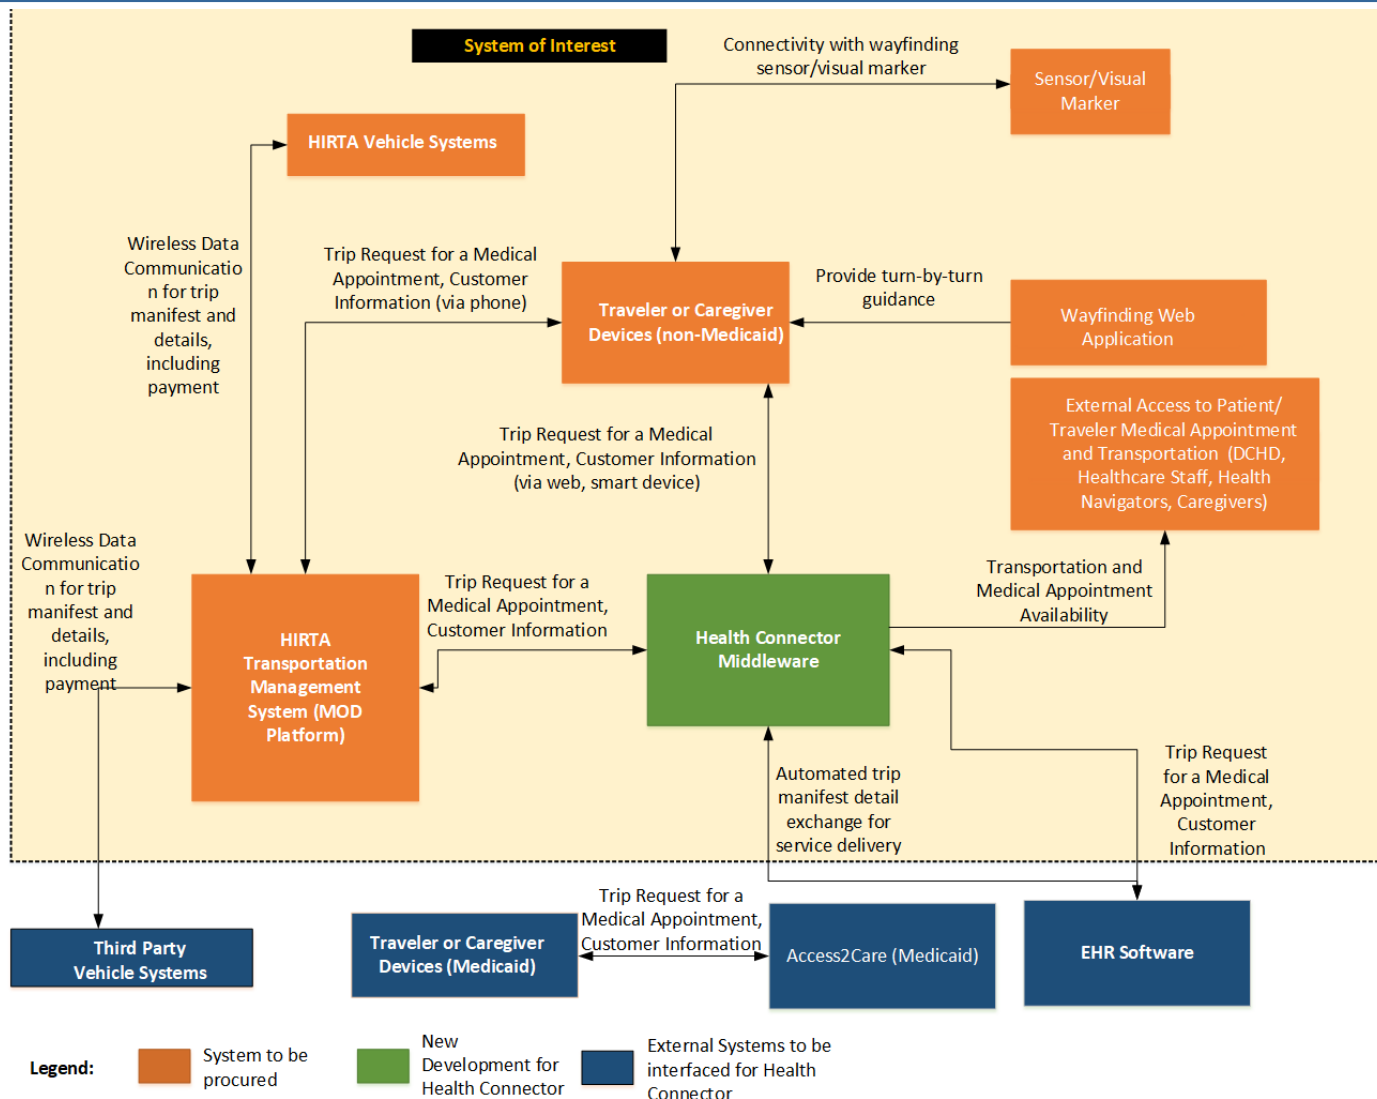 System of Interest
Connectivity with wayfinding
sensor/visual marker
Sensor/Visual
Marker
HIRTA Vehicle Systems
Wireless Data
Communicatio
n for trip
manifest and
details,
including
payment
Trip Request for a Medical
Appointment, Customer
Information (via phone)
Traveler or Caregiver
Devices (non-Medicaid)
Provide turn-by-turn
guidance
Wayfinding Web
Application
External Access to Patient/
Traveler Medical Appointment
and Transportation  (DCHD,
Healthcare Staff, Health
Navigators, Caregivers)
Trip Request for a Medical
Appointment, Customer Information
(via web, smart device)
Wireless Data
Communicatio
n for trip
manifest and
details,
including
payment
HIRTA
Transportation
Management
System (MOD
Platform)
Trip Request for a
Medical Appointment,
Customer Information
Health Connector
Middleware
Transportation and
Medical Appointment
Availability
Automated trip
manifest detail
exchange for
service delivery
Trip Request
for a Medical
Appointment,
Customer
Information
Third Party
Vehicle Systems
Traveler or Caregiver
Devices (Medicaid)
Trip Request for a
Medical Appointment,
Customer Information
Access2Care (Medicaid)
EHR Software
Legend:
System to be
procured
New
Development for
Health Connector
External Systems to be
interfaced for Health
Connector